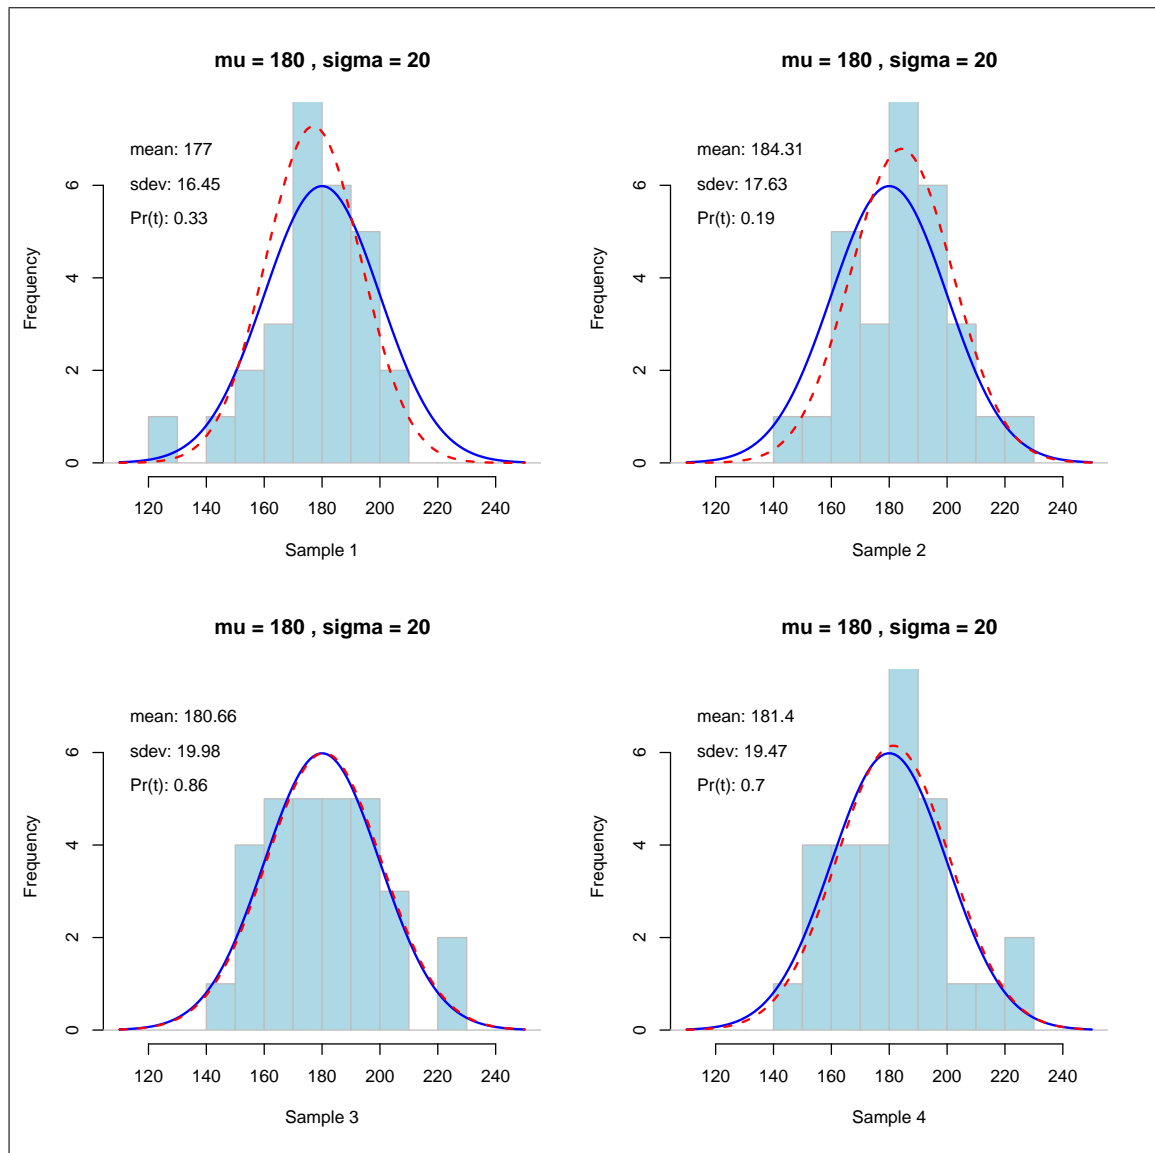 mu = 180 , sigma = 20
mean: 177
sdev: 16.45
Pr(t): 0.33
Frequency
0
2
4
6
120 140 160 180 200 220 240
Sample 1
mu = 180 , sigma = 20
mean: 184.31
sdev: 17.63
Pr(t): 0.19
Frequency
0
2
4
6
120 140 160 180 200 220 240
Sample 2
mu = 180 , sigma = 20
mean: 180.66
sdev: 19.98
Pr(t): 0.86
Frequency
0
2
4
6
120 140 160 180 200 220 240
Sample 3
mu = 180 , sigma = 20
mean: 181.4
sdev: 19.47
Pr(t): 0.7
Frequency
0
2
4
6
120 140 160 180 200 220 240
Sample 4